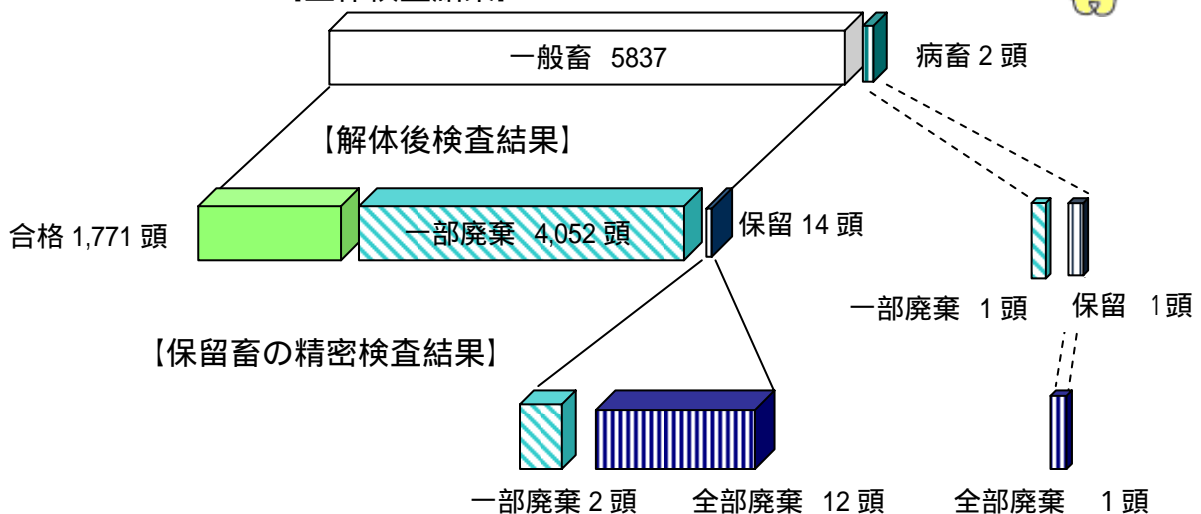 一般畜 5837
病畜 2 頭
【解体後検査結果】
合格 1,771 頭
一部廃棄 4,052 頭
保留 14 頭
一部廃棄 1 頭
保留 1 頭
【保留畜の精密検査結果】
一部廃棄 2 頭
全部廃棄 12 頭
全部廃棄 1 頭